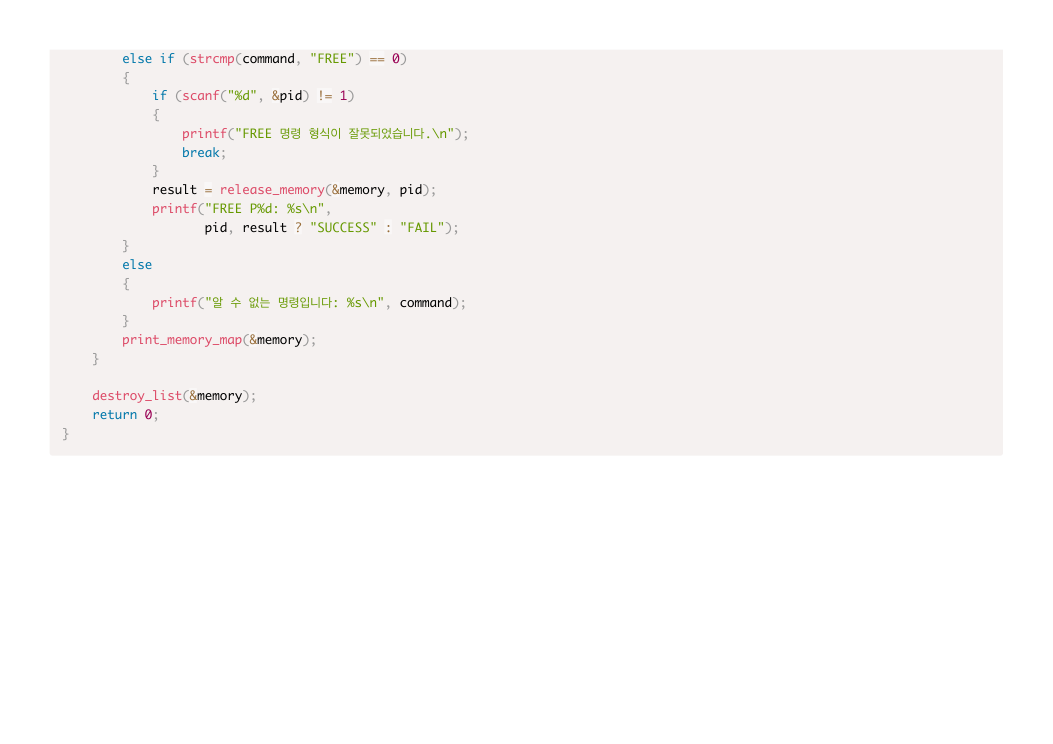 else if (strcmp(command, "FREE") == 0)
{
if (scanf("%d", &pid) != 1)
{
printf("FREE 명령 형식이 잘못되었습니다.\n");
break;
}
result = release_memory(&memory, pid);
printf("FREE P%d: %s\n",
pid, result ? "SUCCESS" : "FAIL");
}
else
{
printf("알 수 없는 명령입니다: %s\n", command);
}
print_memory_map(&memory);
}
destroy_list(&memory);
return 0;
}